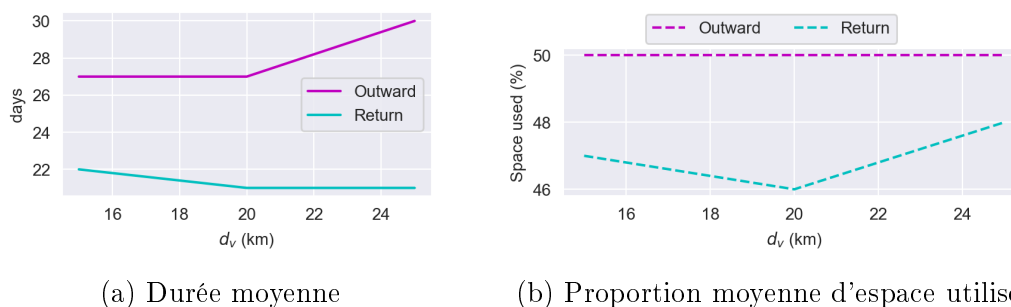 30
28
26
24
22
days
Outward
Return
16
18
20
22
24
d_v (km)
(a) Durée moyenne
Outward
Return
50
48
46
Space used (%)
16
18
20
22
24
d_v (km)
(b) Proportion moyenne d'espace utilisé